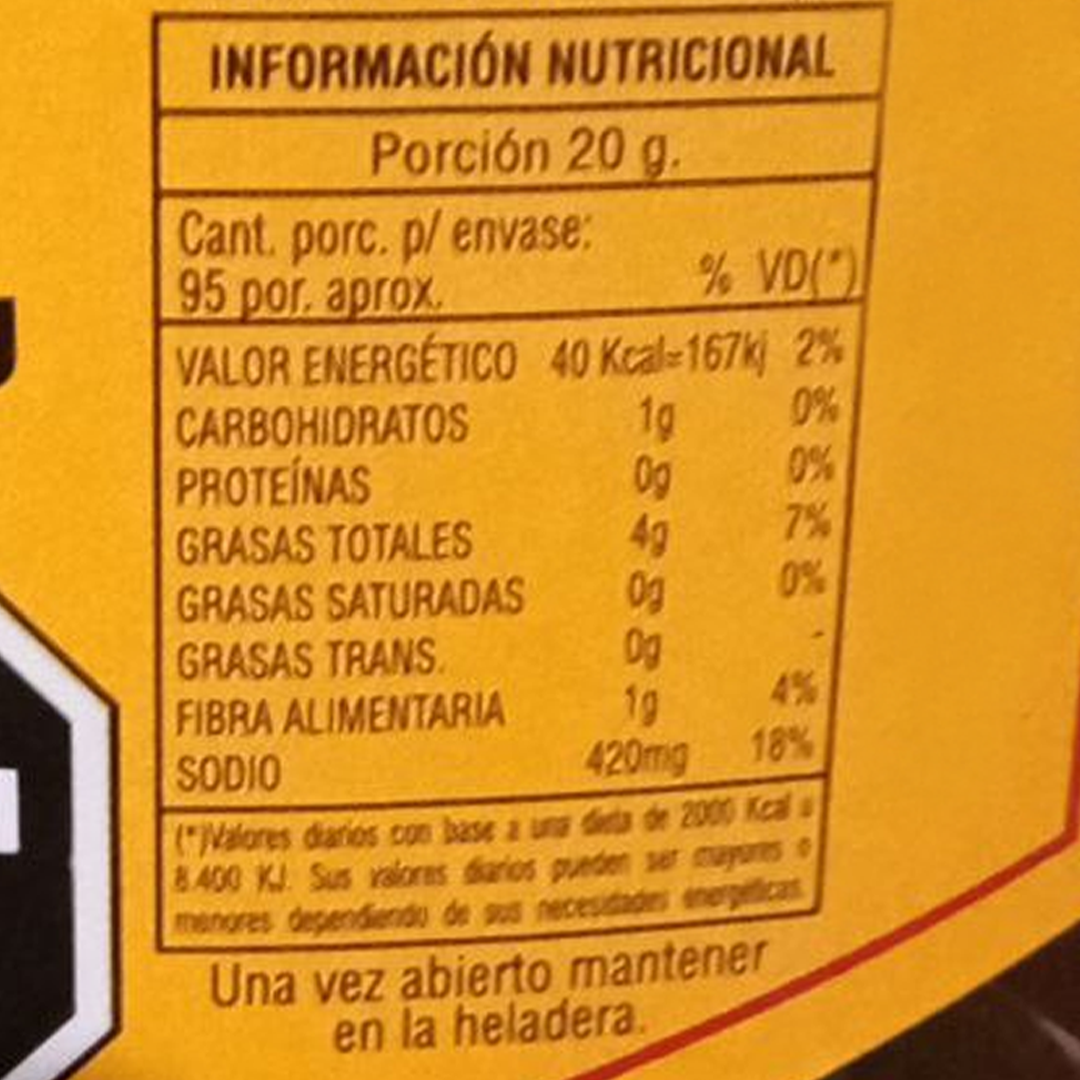 INFORMACIÓN NUTRICIONAL
Porción 20 g.
Cant. porc. p/ envase:
95 por. aprox. % VD(*)
VALOR ENERGÉTICO 40 Kcal=167kj 2%
CARBOHIDRATOS 1g 0%
PROTEÍNAS 0g 0%
GRASAS TOTALES 4g 7%
GRASAS SATURADAS 0g 0%
GRASAS TRANS. 0g -
FIBRA ALIMENTARIA 1g 4%
SODIO 420mg 18%
(*)Valores diarios con base a una dieta de 2000 Kcal u
8.400 KJ. Sus valores diarios pueden ser mayores o
menores dependiendo de sus necesidades energéticas.
Una vez abierto mantener
en la heladera.